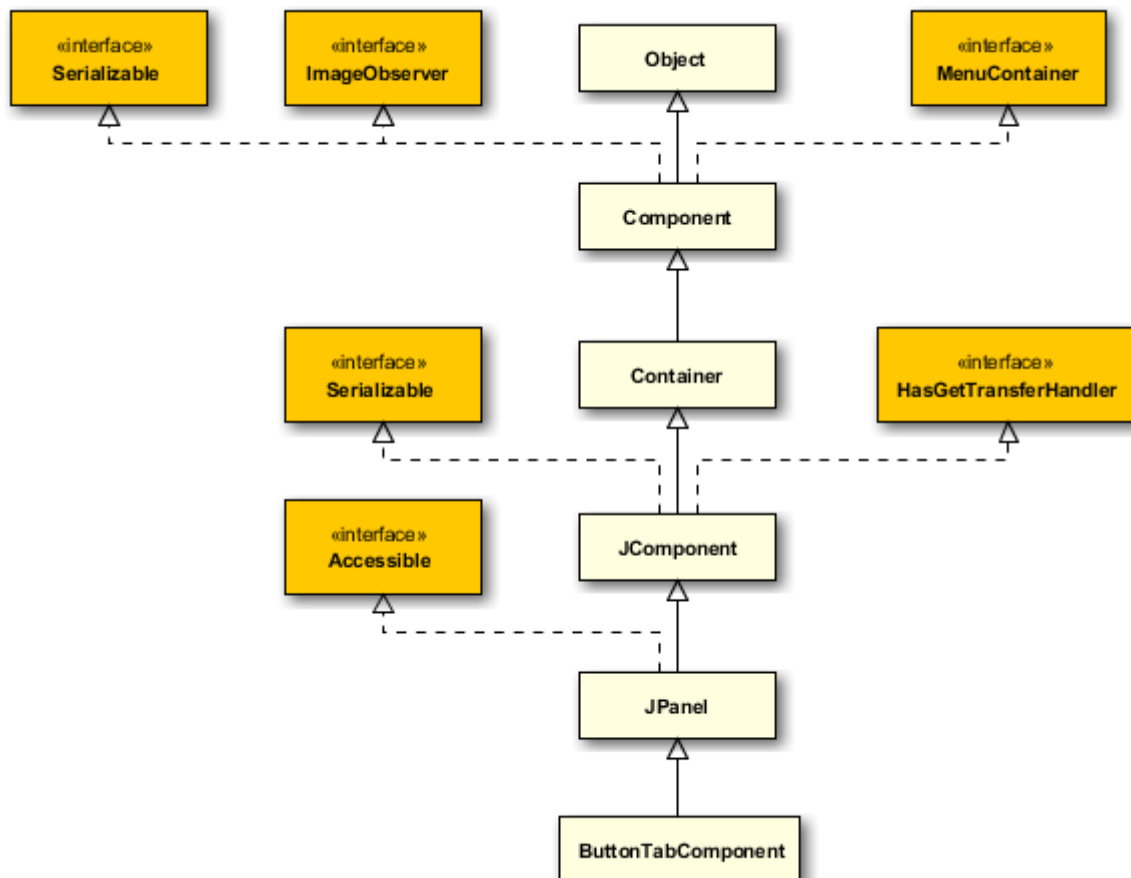 «interface»
Serializable
«interface»
ImageObserver
Object
«interface»
MenuContainer
Component
«interface»
Serializable
Container
«interface»
HasGetTransferHandler
«interface»
Accessible
JComponent
JPanel
ButtonTabComponent